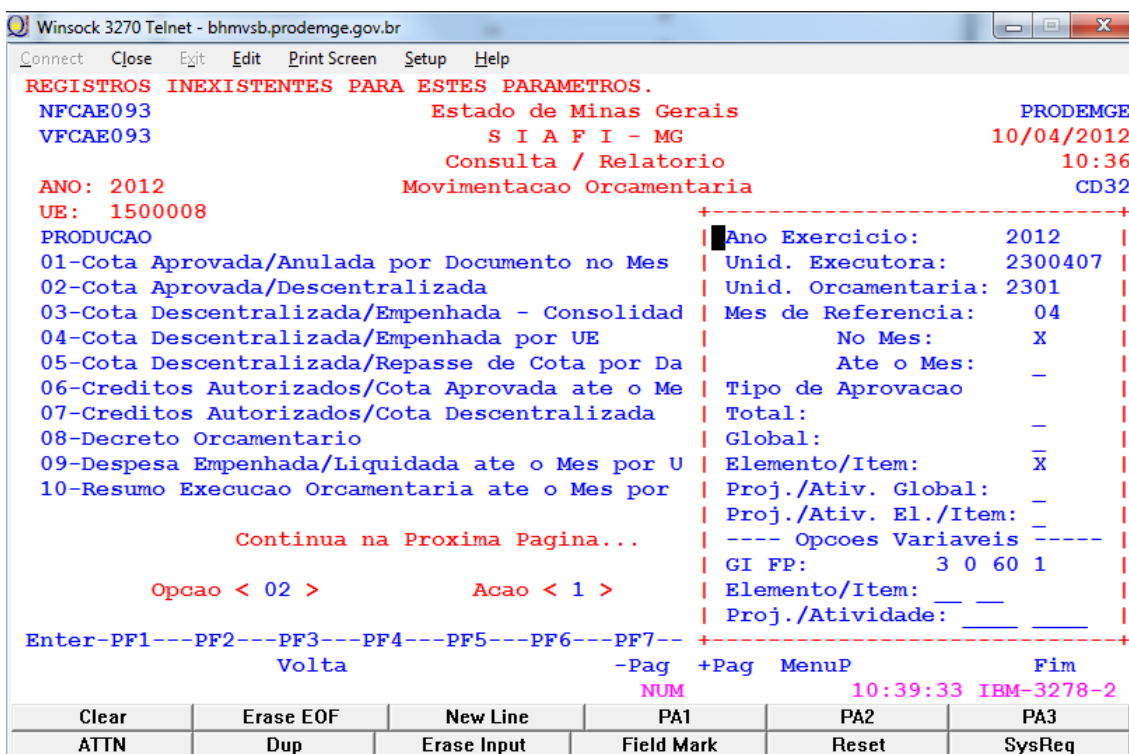 Winsock 3270 Telnet - bhmvsb.prodemge.gov.br
Connect Close Exit Edit Print Screen Setup Help
REGISTROS INEXISTENTES PARA ESTES PARAMETROS.
NFCAE093 Estado de Minas Gerais PRODEMGE
VFCAE093 S I A F I - MG 10/04/2012
Consulta / Relatorio 10:36
ANO: 2012 Movimentacao Orcamentaria CD32
UE: 1500008 +-----------------------------+
PRODUCAO | Ano Exercicio: 2012 |
01-Cota Aprovada/Anulada por Documento no Mes | Unid. Executora: 2300407 |
02-Cota Aprovada/Descentralizada | Unid. Orcamentaria: 2301 |
03-Cota Descentralizada/Empenhada - Consolidad | Mes de Referencia: 04 |
04-Cota Descentralizada/Empenhada por UE | No Mes: X |
05-Cota Descentralizada/Repasse de Cota por Da | Ate o Mes: _ |
06-Creditos Autorizados/Cota Aprovada ate o Me | Tipo de Aprovacao |
07-Creditos Autorizados/Cota Descentralizada | Total: _ |
08-Decreto Orcamentario | Global: _ |
09-Despesa Empenhada/Liquidada ate o Mes por U | Elemento/Item: X |
10-Resumo Execucao Orcamentaria ate o Mes por | Proj./Ativ. Global: _ |
| Proj./Ativ. El./Item: _ |
Continua na Proxima Pagina... | ---- Opcoes Variaveis ----- |
| GI FP: 3 0 60 1 |
Opcao < 02 > Acao < 1 > | Elemento/Item: __ __ |
| Proj./Atividade: ____ ____ |
Enter-PF1---PF2---PF3---PF4---PF5---PF6---PF7-- +-----------------------------+
Volta -Pag +Pag MenuP Fim
NUM 10:39:33 IBM-3278-2
Clear Erase EOF New Line PA1 PA2 PA3
ATTN Dup Erase Input Field Mark Reset SysReq